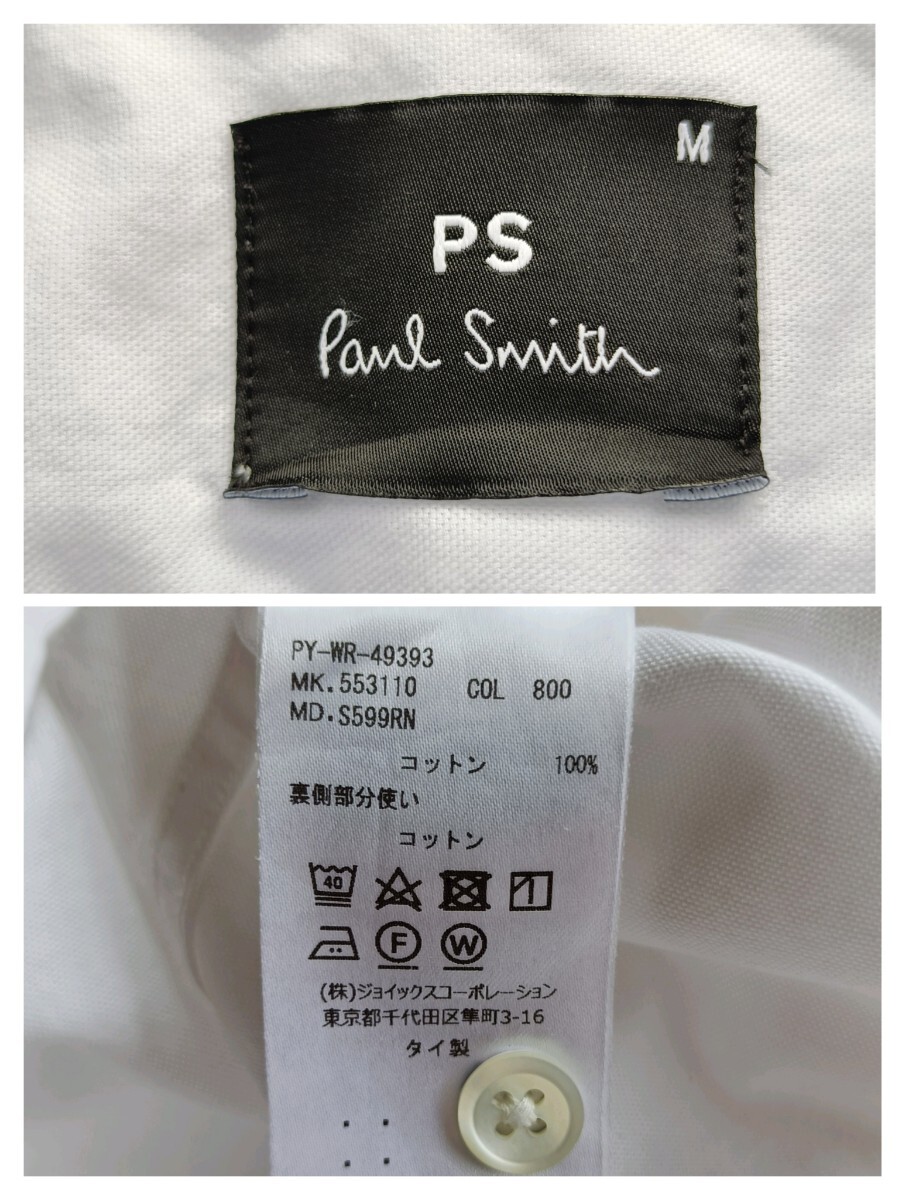 M
PS
Paul Smith
PY-WR-49393
MK.553110 COL 800
MD.S599RN
コットン 100%
裏側部分使い
コットン
40
F W
(株)ジョイックスコーポレーション
東京都千代田区隼町3-16
タイ製